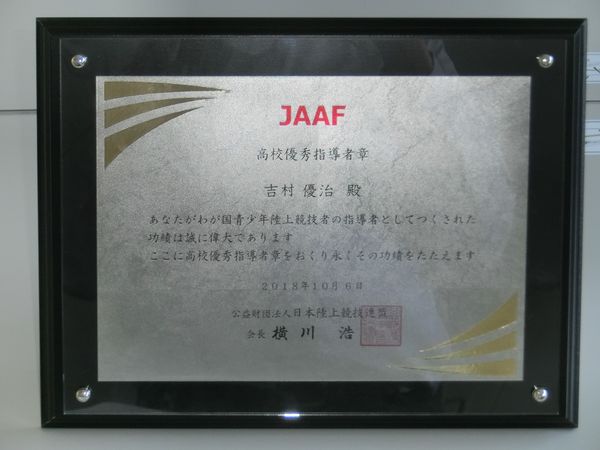 JAAF
高校優秀指導者章
吉村 優治 殿
あなたがわが国青少年陸上競技者の指導者としてつくされた
功績は誠に偉大であります
ここに高校優秀指導者章をおくり永くその功績をたたえます
2018年10月6日
公益財団法人日本陸上競技連盟
会長 横川 浩